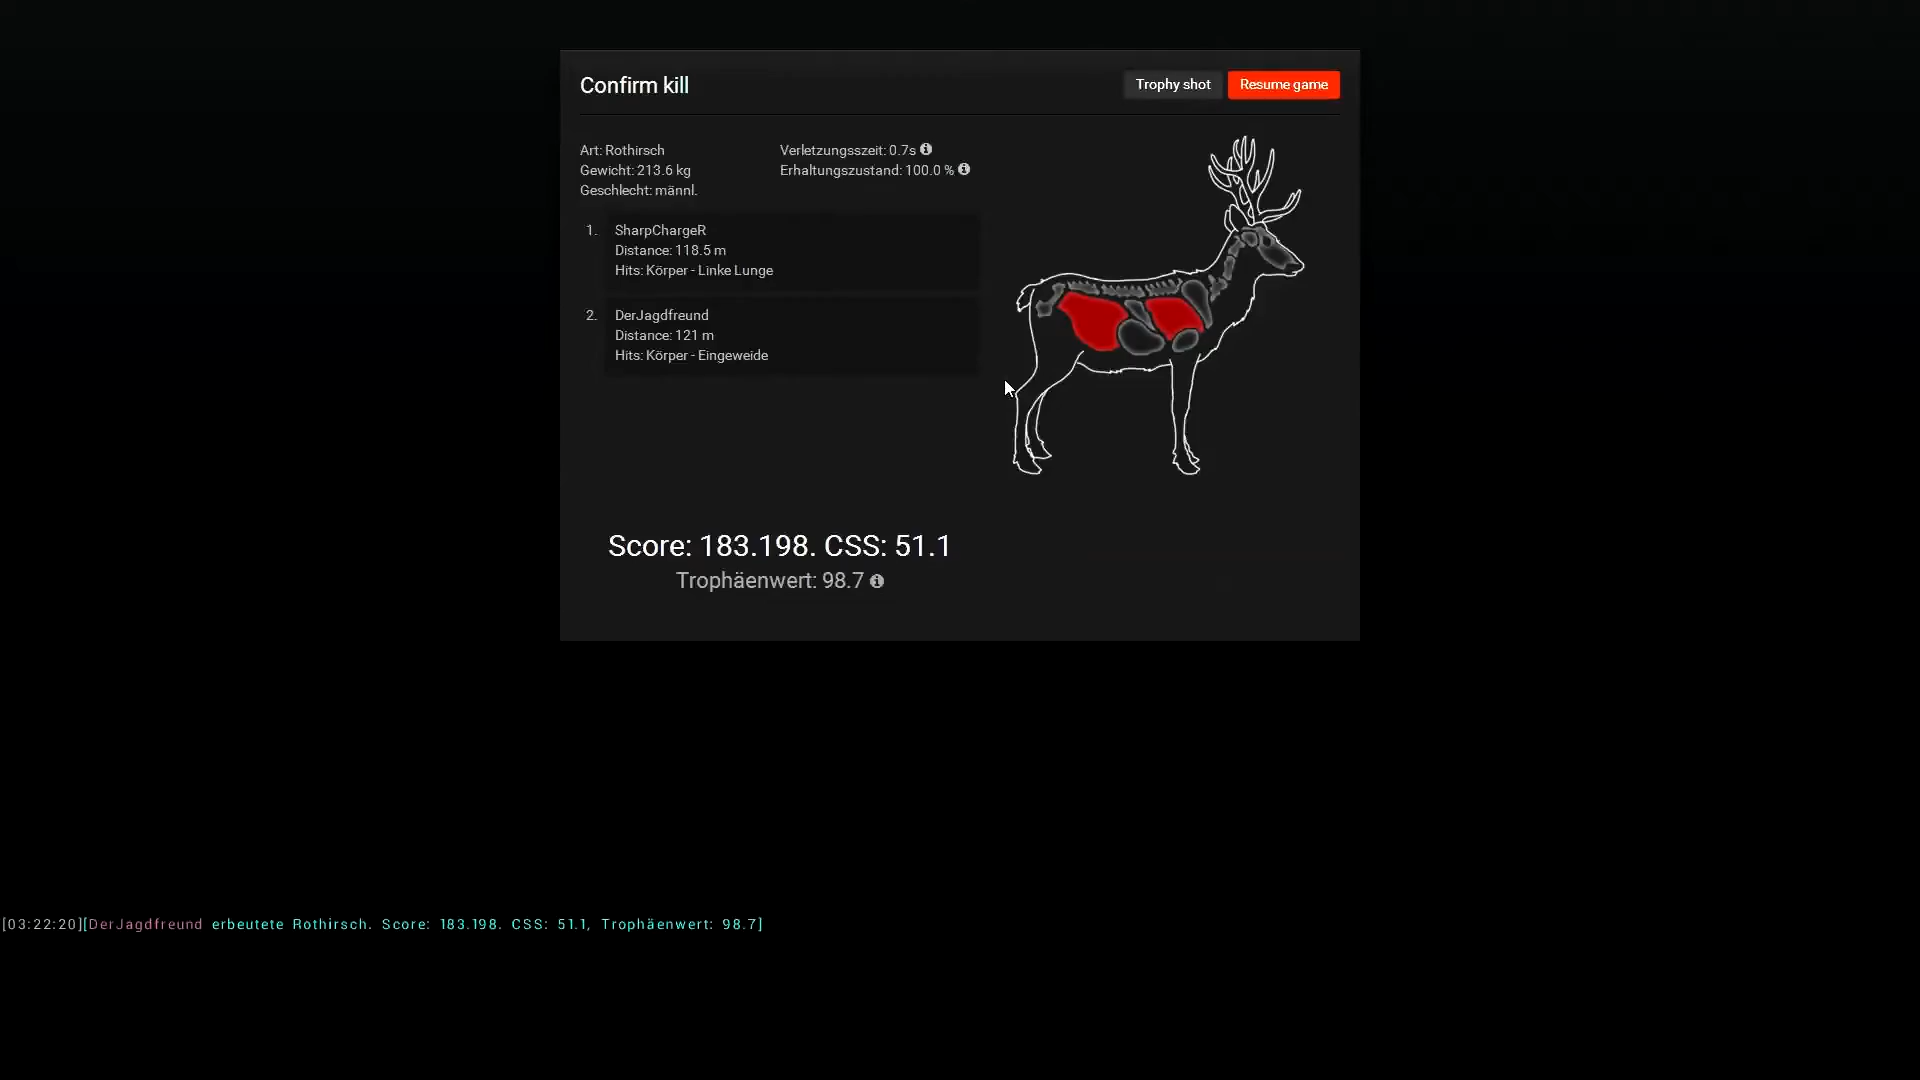 Confirm kill
Trophy shot
Resume game
Art: Rothirsch
Gewicht: 213.6 kg
Geschlecht: männl.
Verletzungsszeit: 0.7s
Erhaltungszustand: 100.0 %
1. SharpChargeR
Distance: 118.5 m
Hits: Körper - Linke Lunge
2. DerJagdfreund
Distance: 121 m
Hits: Körper - Eingeweide
Score: 183.198. CSS: 51.1
Trophäenwert: 98.7
[03:22:20][DerJagdfreund erbeutete Rothirsch. Score: 183.198. CSS: 51.1, Trophäenwert: 98.7]